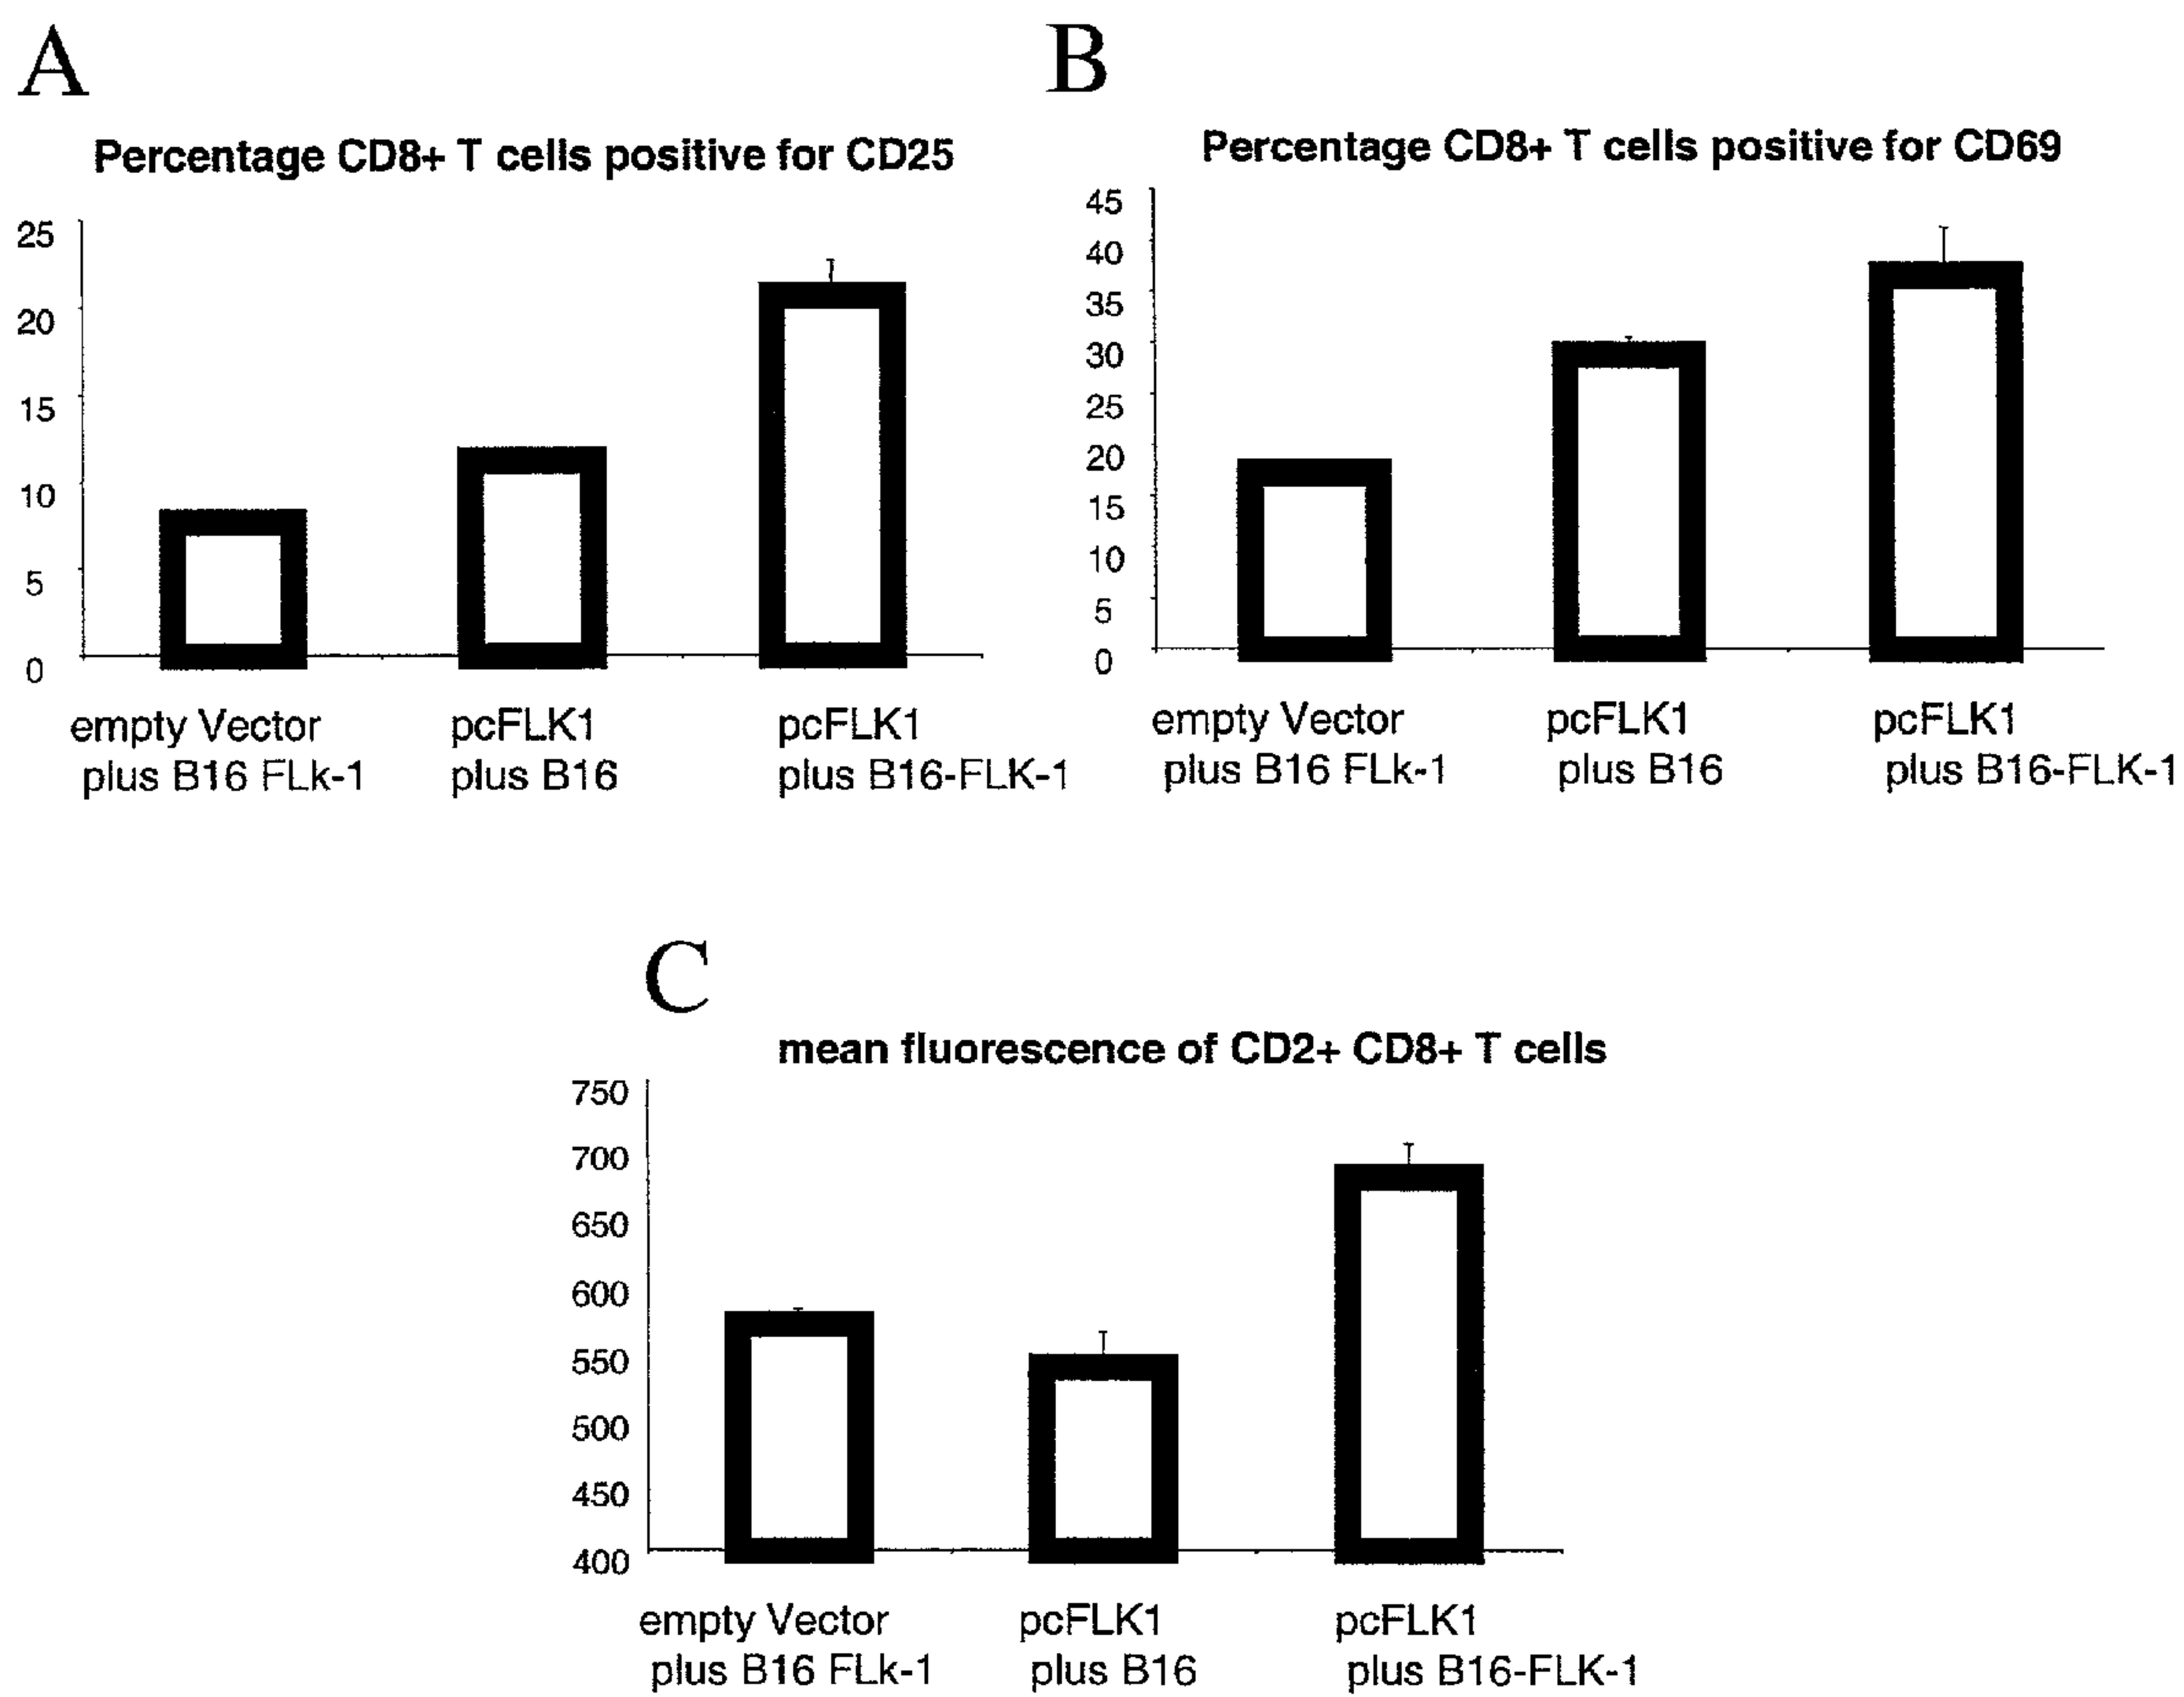 A
Percentage CD8+ T cells positive for CD25
25
20
15
10
5
0
empty Vector
plus B16 FLk-1
pcFLK1
plus B16
pcFLK1
plus B16-FLK-1
B
Percentage CD8+ T cells positive for CD69
45
40
35
30
25
20
15
10
5
0
empty Vector
plus B16 FLk-1
pcFLK1
plus B16
pcFLK1
plus B16-FLK-1
C
mean fluorescence of CD2+ CD8+ T cells
750
700
650
600
550
500
450
400
empty Vector
plus B16 FLk-1
pcFLK1
plus B16
pcFLK1
plus B16-FLK-1